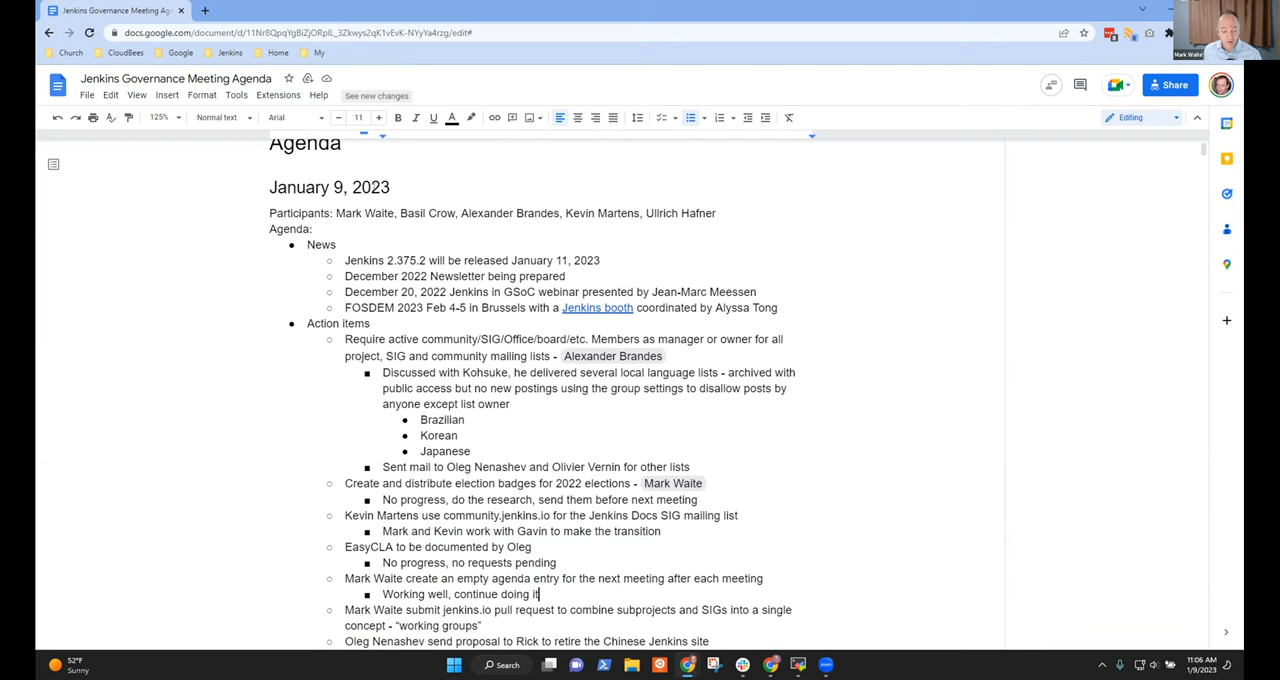 Jenkins Governance Meeting Ag
docs.google.com/document/d/11Nr8QpqYgBiZjORpIL_3Zkwys2qK1vEvK-NYyYa4rzg/edit#
Church
CloudBees
Google
Jenkins
Home
My
Mark Waite
Jenkins Governance Meeting Agenda
File Edit View Insert Format Tools Extensions Help
See new changes
Share
125% Normal text Arial 11
Editing
Agenda
January 9, 2023
Participants: Mark Waite, Basil Crow, Alexander Brandes, Kevin Martens, Ullrich Hafner
Agenda:
● News
○ Jenkins 2.375.2 will be released January 11, 2023
○ December 2022 Newsletter being prepared
○ December 20, 2022 Jenkins in GSoC webinar presented by Jean-Marc Meessen
○ FOSDEM 2023 Feb 4-5 in Brussels with a Jenkins booth coordinated by Alyssa Tong
● Action items
○ Require active community/SIG/Office/board/etc. Members as manager or owner for all
project, SIG and community mailing lists - Alexander Brandes
■ Discussed with Kohsuke, he delivered several local language lists - archived with
public access but no new postings using the group settings to disallow posts by
anyone except list owner
● Brazilian
● Korean
● Japanese
■ Sent mail to Oleg Nenashev and Olivier Vernin for other lists
○ Create and distribute election badges for 2022 elections - Mark Waite
■ No progress, do the research, send them before next meeting
○ Kevin Martens use community.jenkins.io for the Jenkins Docs SIG mailing list
■ Mark and Kevin work with Gavin to make the transition
○ EasyCLA to be documented by Oleg
■ No progress, no requests pending
○ Mark Waite create an empty agenda entry for the next meeting after each meeting
■ Working well, continue doing it
○ Mark Waite submit jenkins.io pull request to combine subprojects and SIGs into a single
concept - “working groups”
○ Oleg Nenashev send proposal to Rick to retire the Chinese Jenkins site
52°F
Sunny
Search
11:06 AM
1/9/2023